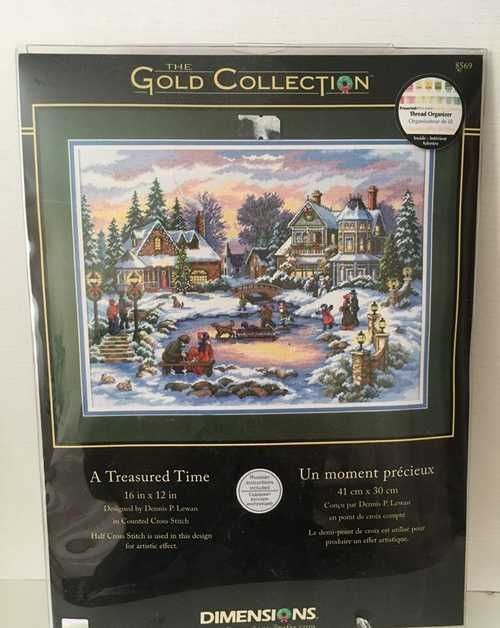 THE
GOLD COLLECTION
8569
Thread Organizer
Organisateur de fil
A Treasured Time
16 in x 12 in
Designed by Dennis P. Lewan
in Counted Cross Stitch
Half Cross Stitch is used in this design
for artistic effect.
Un moment précieux
41 cm x 30 cm
Conçu par Dennis P. Lewan
en point de croix compté
Le demi-point de croix est utilisé pour
produire un effet artistique.
DIMENSIONS